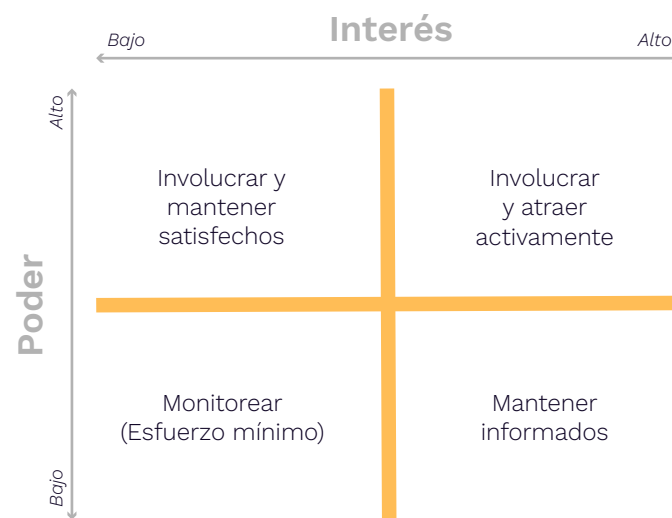 Interés
Bajo
Alto
Alto
Poder
Bajo
Involucrar y
mantener
satisfechos
Involucrar
y atraer
activamente
Monitorear
(Esfuerzo mínimo)
Mantener
informados